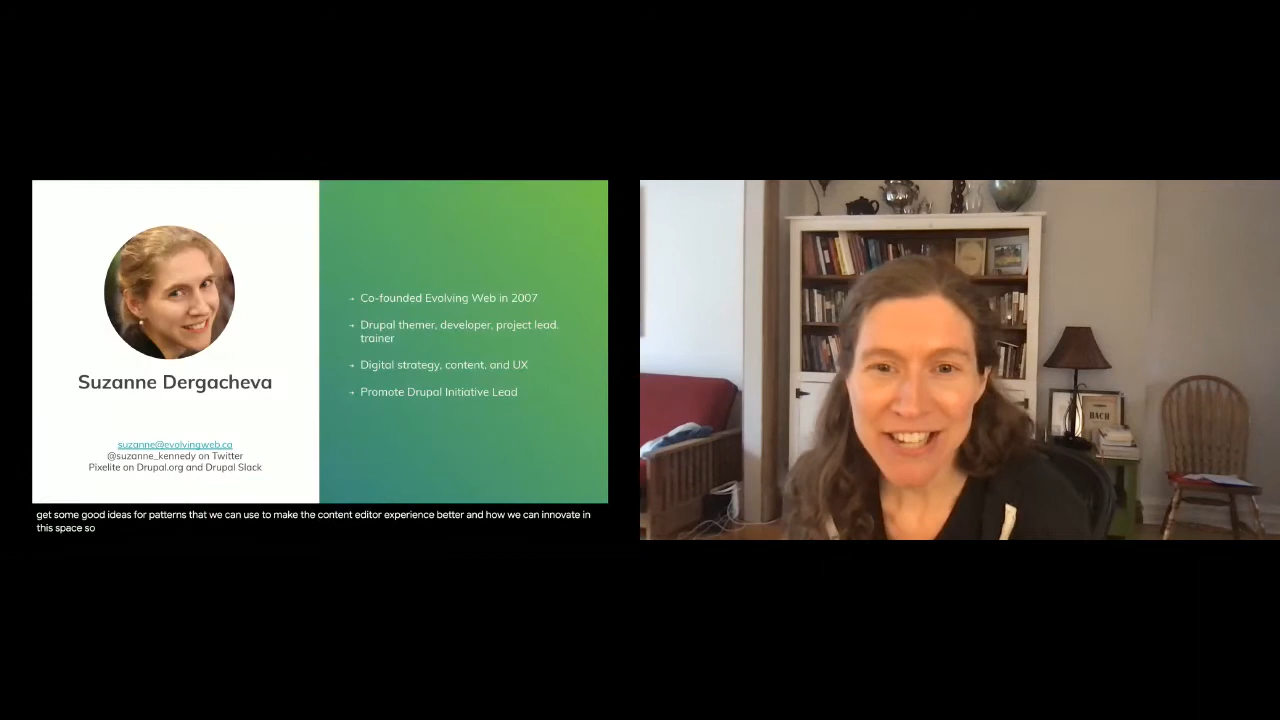 Suzanne Dergacheva
suzanne@evolvingweb.ca
@suzanne_kennedy on Twitter
Pixelite on Drupal.org and Drupal Slack
→ Co-founded Evolving Web in 2007
→ Drupal themer, developer, project lead,
trainer
→ Digital strategy, content, and UX
→ Promote Drupal Initiative Lead
get some good ideas for patterns that we can use to make the content editor experience better and how we can innovate in
this space so
BACH